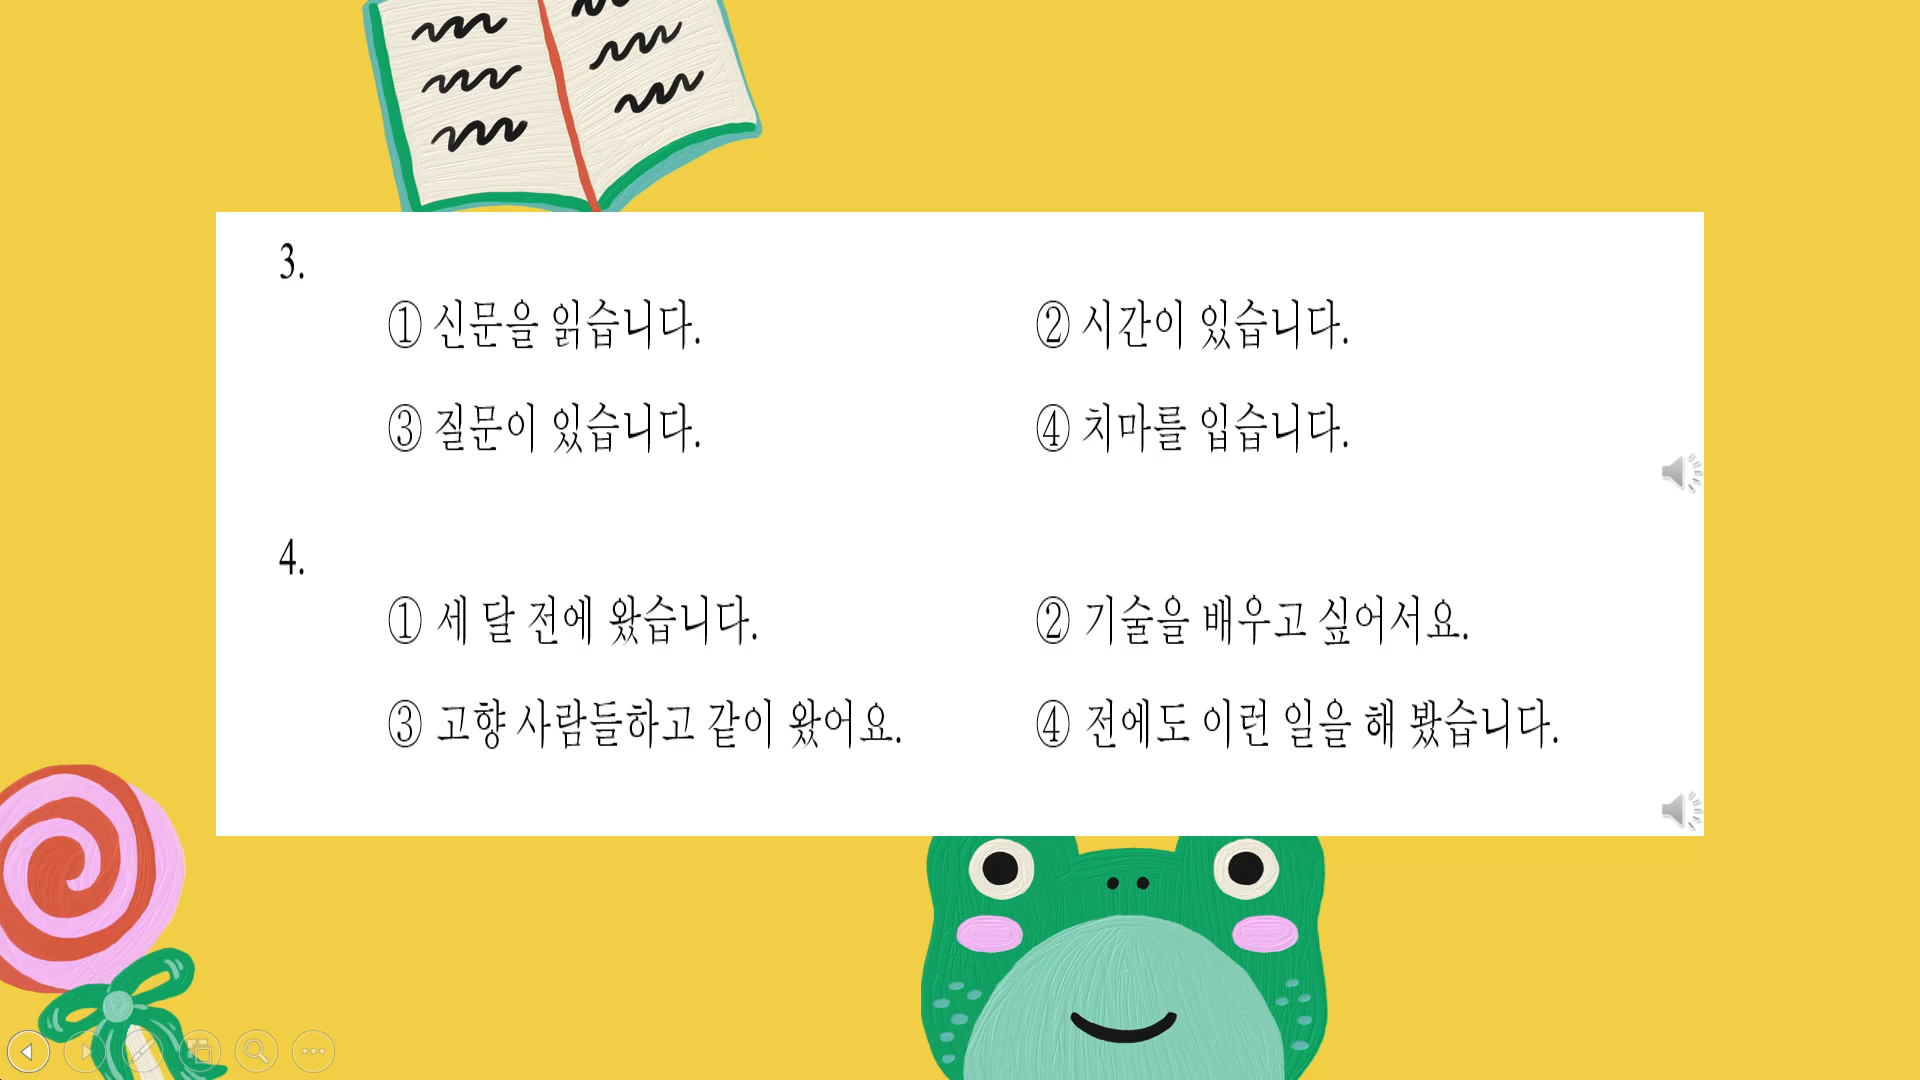 3.
① 신문을 읽습니다. ② 시간이 있습니다.
③ 질문이 있습니다. ④ 치마를 입습니다.
4.
① 세 달 전에 왔습니다. ② 기술을 배우고 싶어서요.
③ 고향 사람들하고 같이 왔어요. ④ 전에도 이런 일을 해 봤습니다.